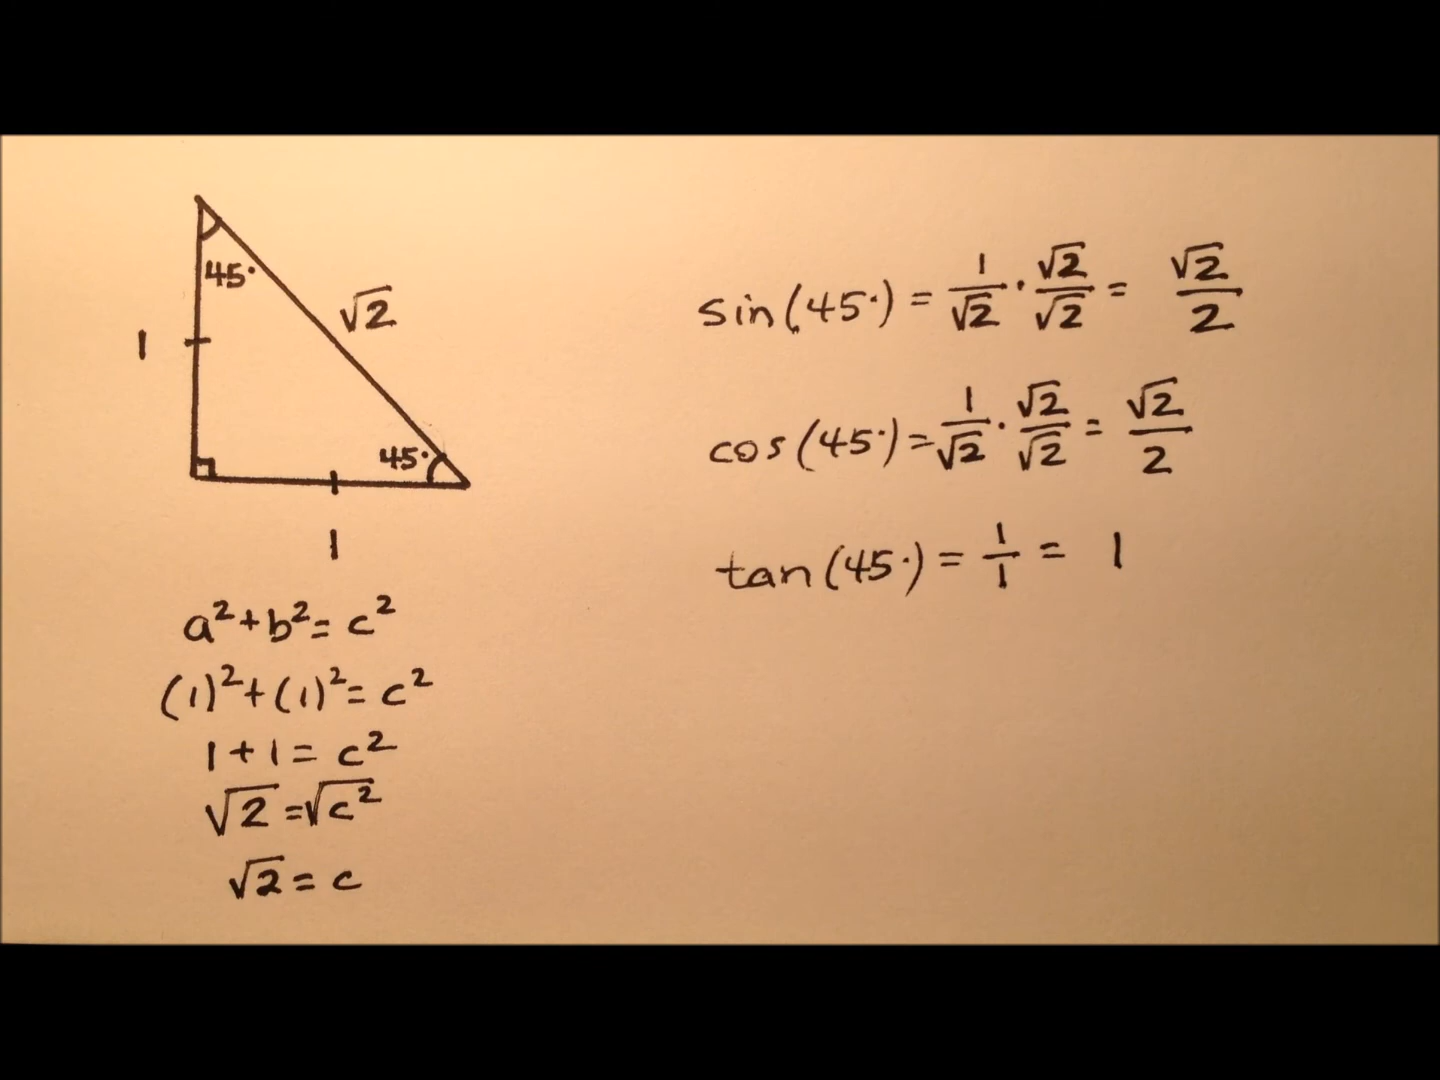 45°
√2
1
45°
1
a²+b²=c²
(1)²+(1)²=c²
1+1=c²
√2=√c²
√2=c
sin(45°)=1/√2·√2/√2=√2/2
cos(45°)=1/√2·√2/√2=√2/2
tan(45°)=1/1=1